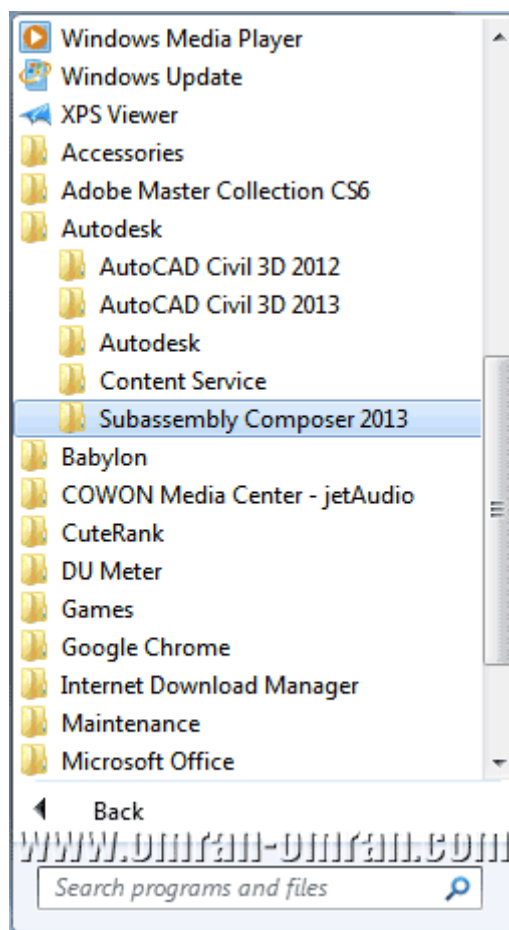 Windows Media Player
Windows Update
XPS Viewer
Accessories
Adobe Master Collection CS6
Autodesk
AutoCAD Civil 3D 2012
AutoCAD Civil 3D 2013
Autodesk
Content Service
Subassembly Composer 2013
Babylon
COWON Media Center - jetAudio
CuteRank
DU Meter
Games
Google Chrome
Internet Download Manager
Maintenance
Microsoft Office
Back
www.omran-omran.com
Search programs and files